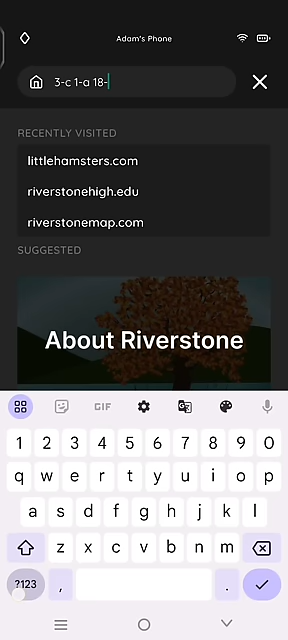 Adam's Phone
3-c 1-a 18-
RECENTLY VISITED
littlehamsters.com
riverstonehigh.edu
riverstonemap.com
SUGGESTED
About Riverstone
GIF
1 2 3 4 5 6 7 8 9 0
q w e r t y u i o p
a s d f g h j k l
z x c v b n m
?123 , .